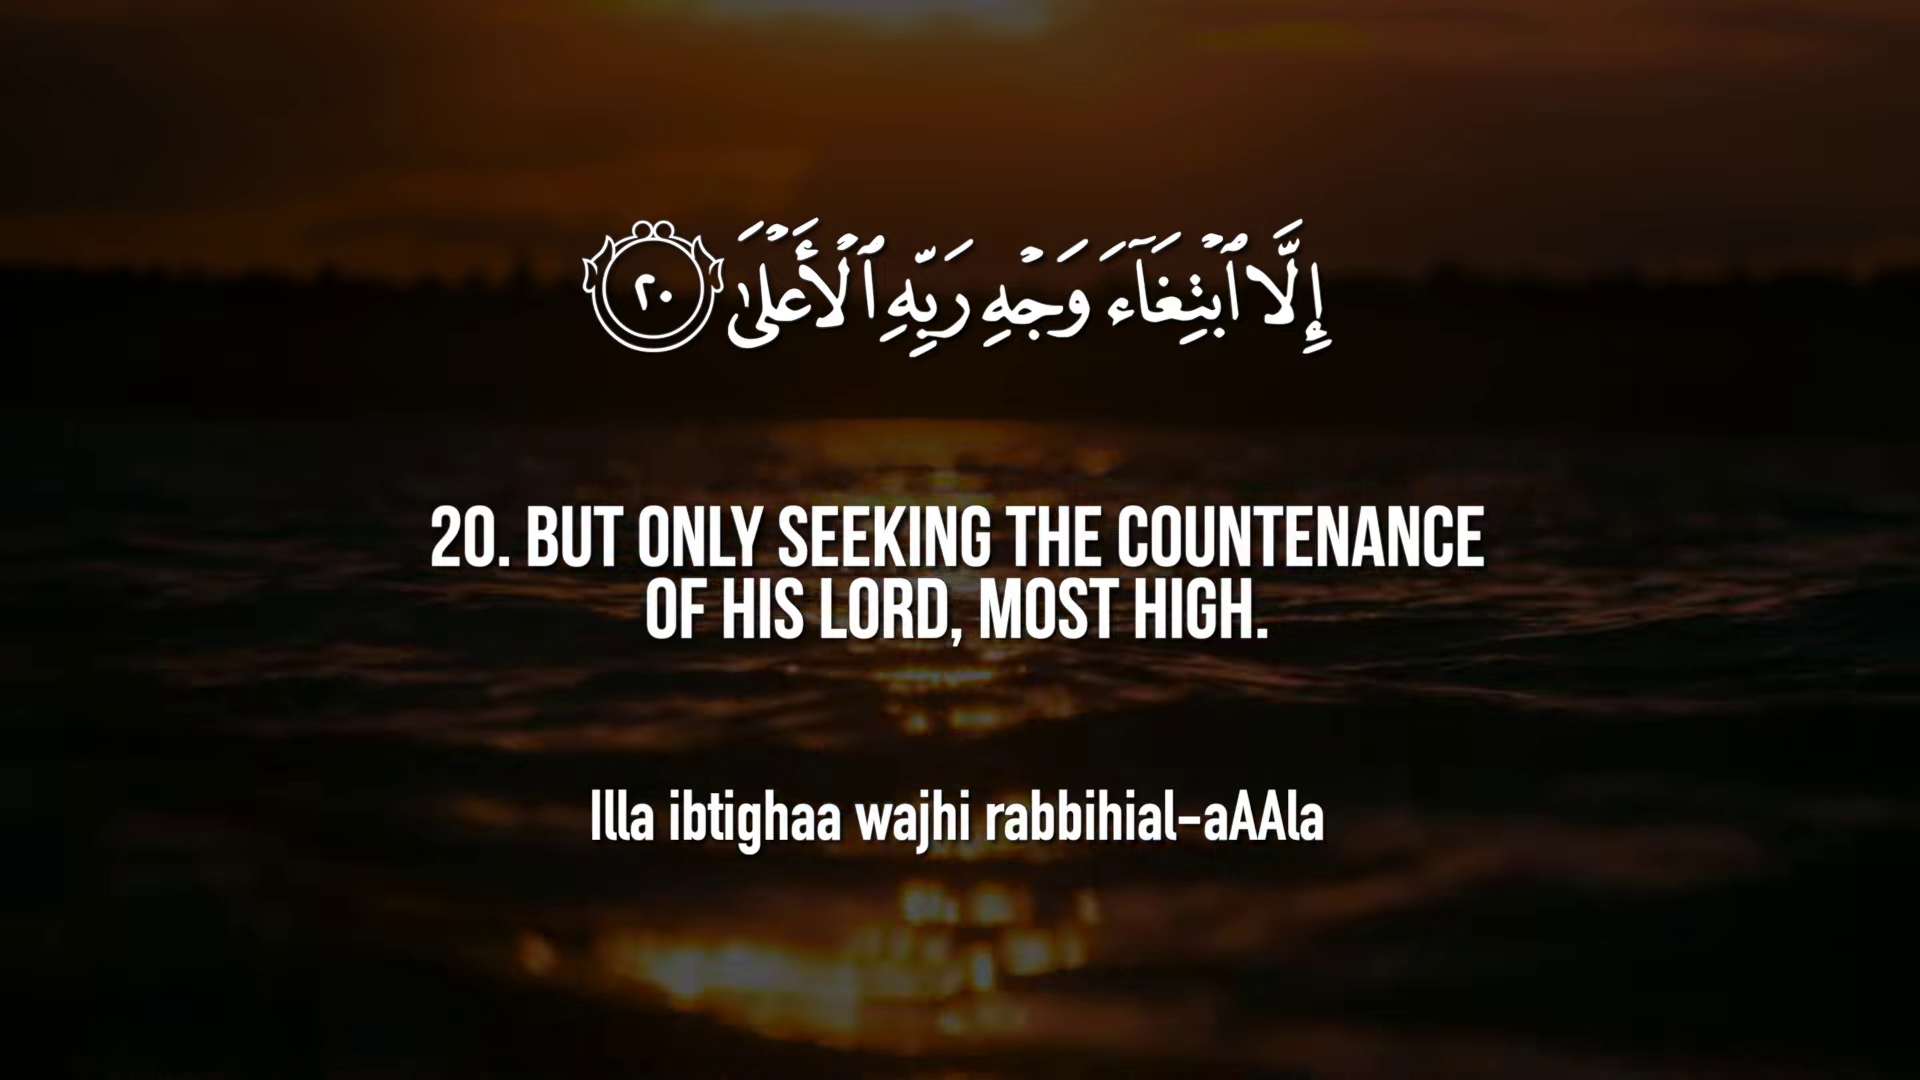 إِلَّا ٱبۡتِغَآءَ وَجۡهِ رَبِّهِ ٱلۡأَعۡلَىٰ ٢٠
20. BUT ONLY SEEKING THE COUNTENANCE
OF HIS LORD, MOST HIGH.
Illa ibtighaa wajhi rabbihial-aAAla